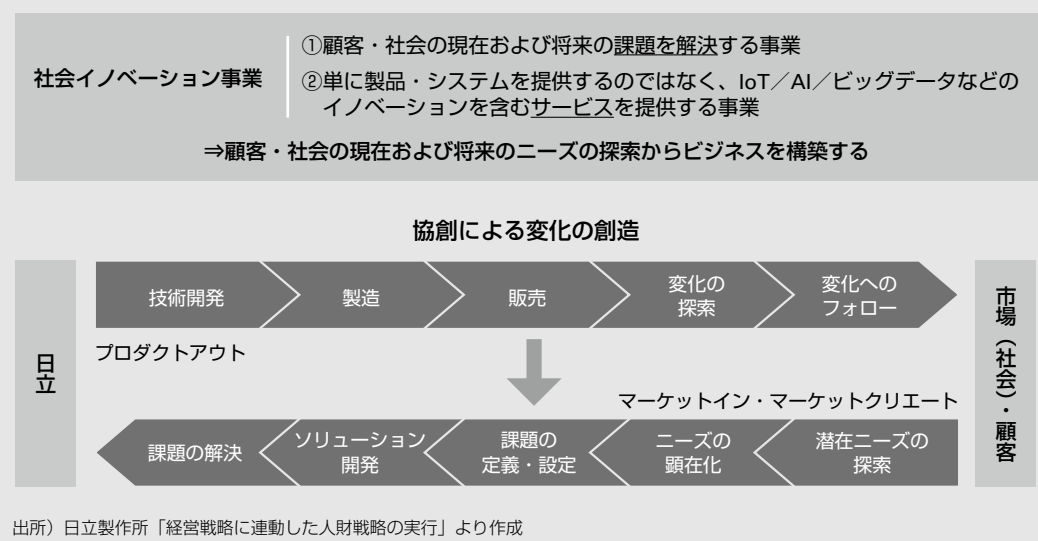 社会イノベーション事業
①顧客・社会の現在および将来の課題を解決する事業
②単に製品・システムを提供するのではなく、IoT／AI／ビッグデータなどの
イノベーションを含むサービスを提供する事業
⇒顧客・社会の現在および将来のニーズの探索からビジネスを構築する
協創による変化の創造
日立
技術開発
製造
販売
変化の
探索
変化への
フォロー
プロダクトアウト
マーケットイン・マーケットクリエート
課題の解決
ソリューション
開発
課題の
定義・設定
ニーズの
顕在化
潜在ニーズの
探索
市場（社会）・顧客
出所）日立製作所「経営戦略に連動した人財戦略の実行」より作成